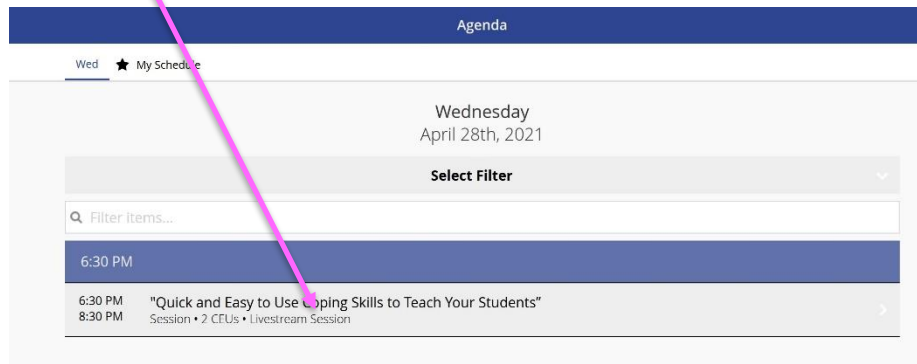 Agenda
Wed ★ My Schedule
Wednesday
April 28th, 2021
Select Filter
Filter items...
6:30 PM
6:30 PM "Quick and Easy to Use Coping Skills to Teach Your Students”
8:30 PM Session • 2 CEUs • Livestream Session